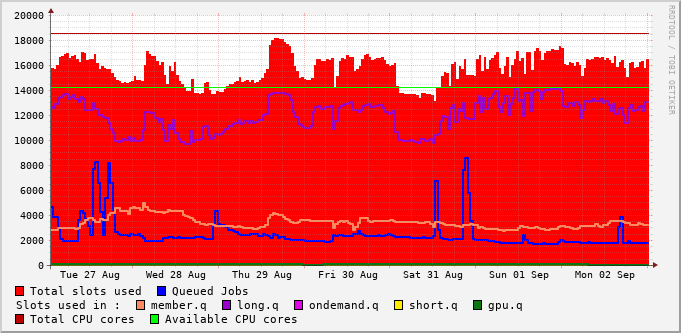 20000
18000
16000
14000
12000
10000
8000
6000
4000
2000
0
Tue 27 Aug Wed 28 Aug Thu 29 Aug Fri 30 Aug Sat 31 Aug Sun 01 Sep Mon 02 Sep
RRDTOOL / TOBI OETIKER
Total slots used Queued Jobs
Slots used in : member.q long.q ondemand.q short.q gpu.q
Total CPU cores Available CPU cores